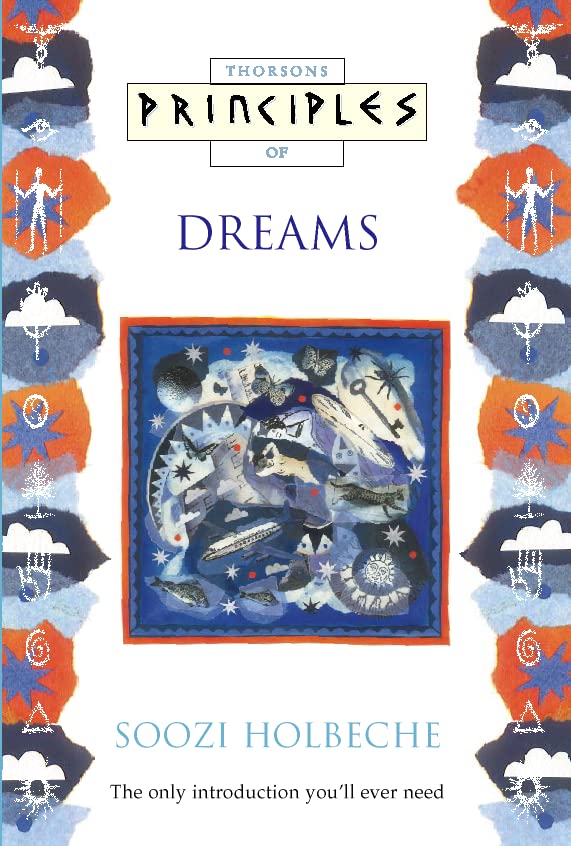 THORSONS
PRINCIPLES
OF
DREAMS
SOOZI HOLBECHE
The only introduction you'll ever need